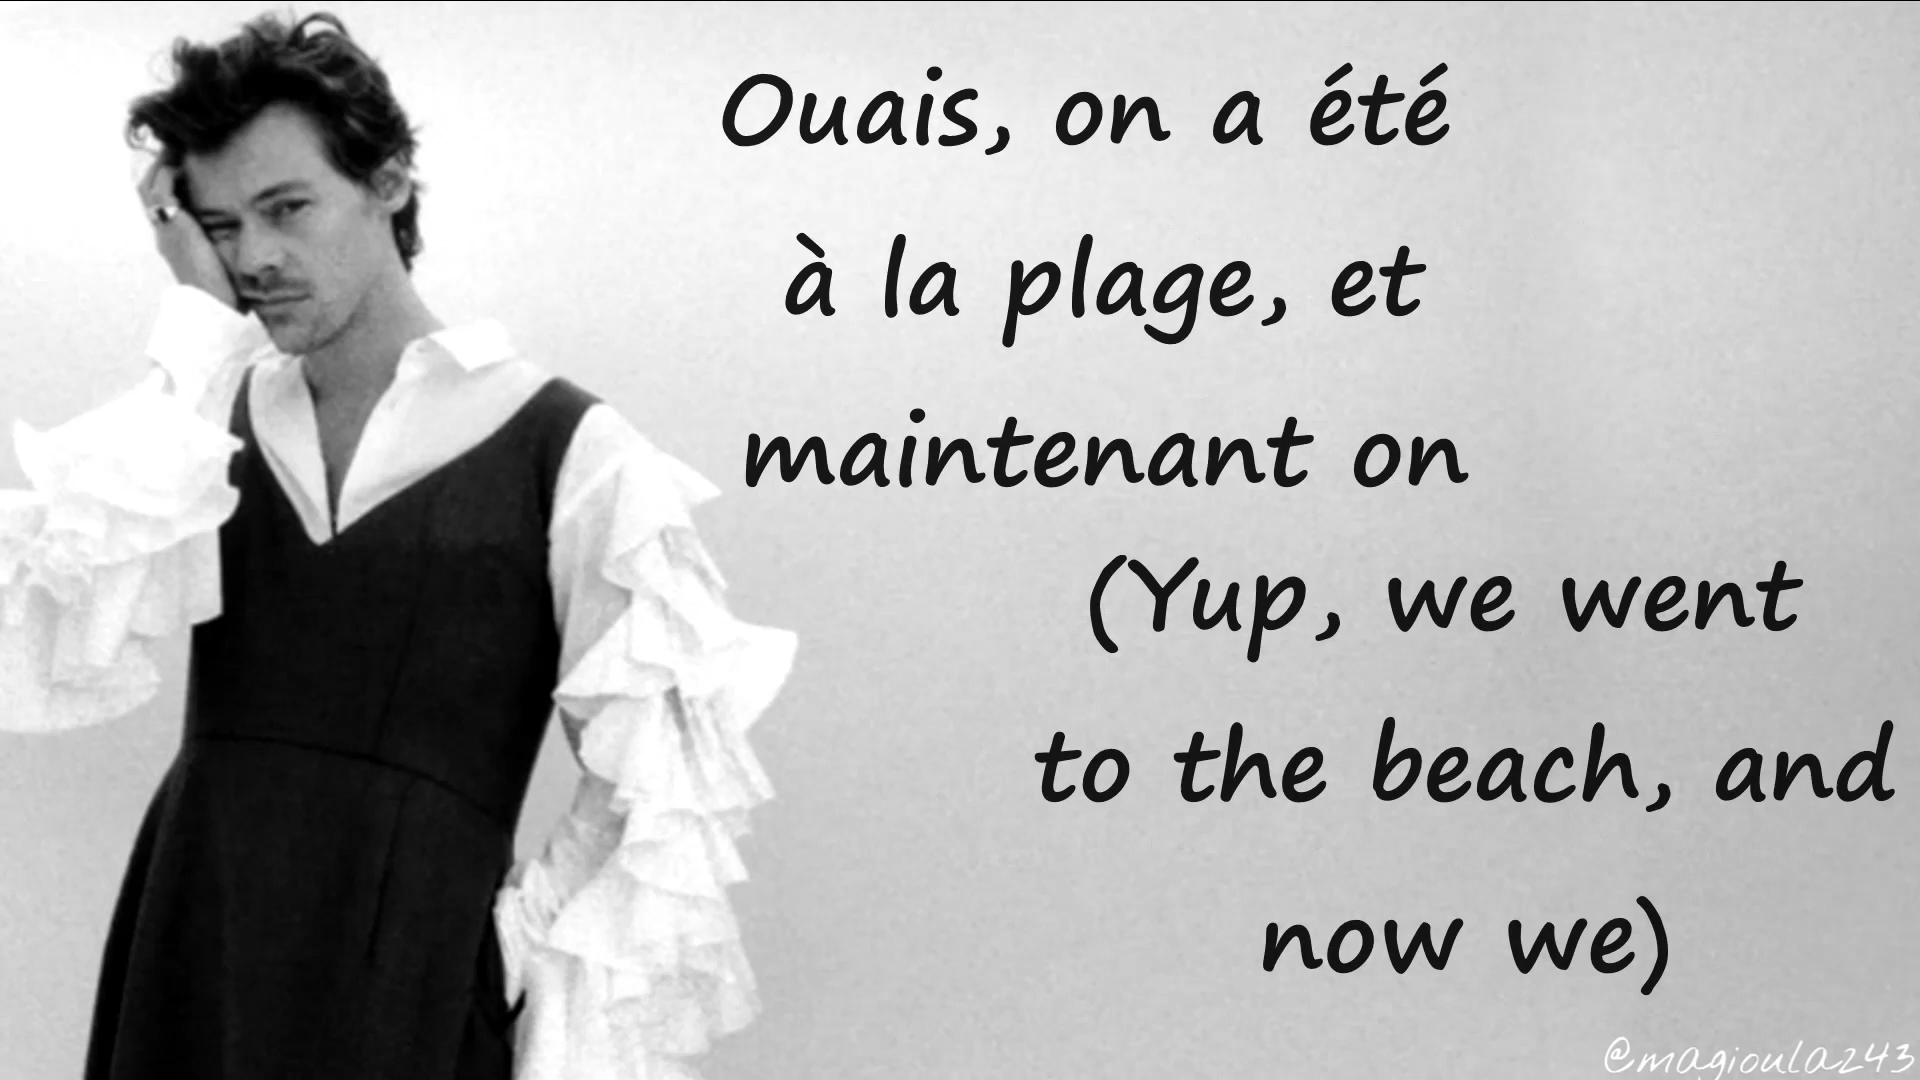 Ouais, on a été
à la plage, et
maintenant on
(Yup, we went
to the beach, and
now we)
@magioula243